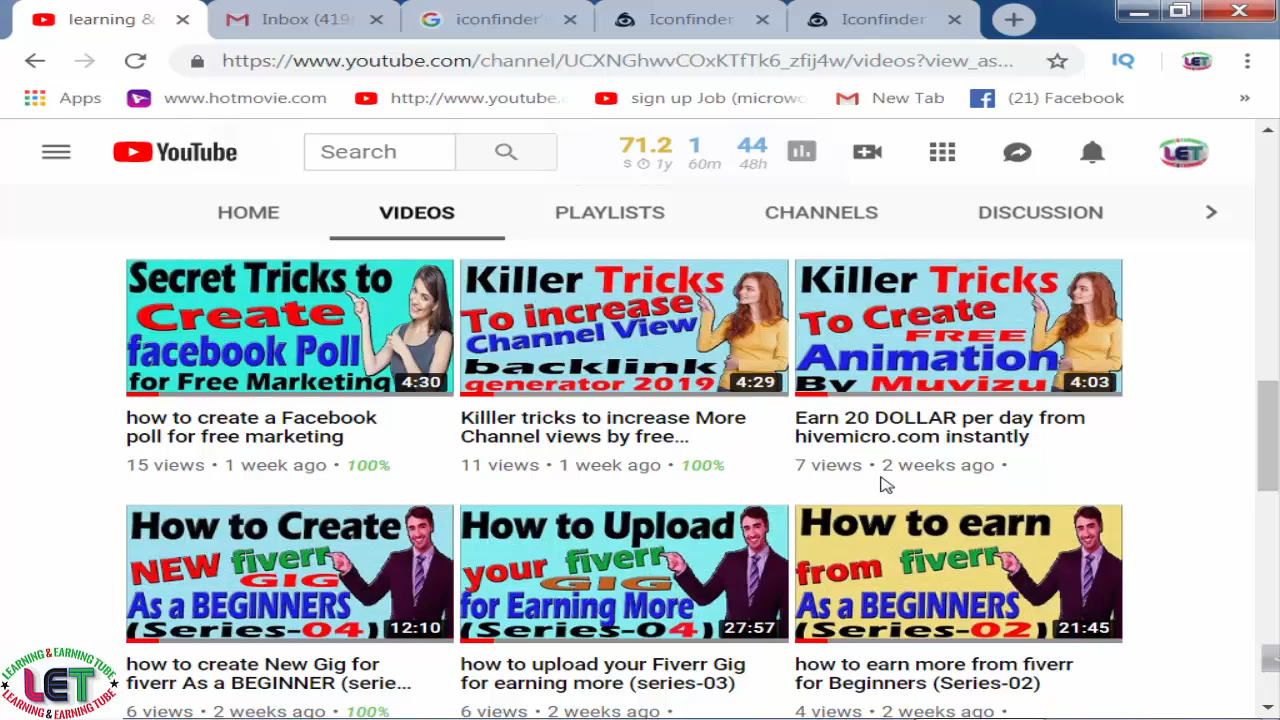 learning &
Inbox (419
iconfinder'
Iconfinder
Iconfinder
https://www.youtube.com/channel/UCXNGhwvCOxKTfTk6_zfij4w/videos?view_as...
IQ
LET
Apps
www.hotmovie.com
http://www.youtube.
sign up Job (microwo
New Tab
(21) Facebook
»
YouTube
Search
71.2 1 44
s 1y 60m 48h
LET
HOME
VIDEOS
PLAYLISTS
CHANNELS
DISCUSSION
Secret Tricks to
Create
facebook Poll
for Free Marketing
4:30
Killer Tricks
To increase
Channel View
backlink
generator 2019
4:29
Killer Tricks
To Create
FREE
Animation
By Muvizu
4:03
how to create a Facebook
poll for free marketing
15 views • 1 week ago • 100%
Killler tricks to increase More
Channel views by free...
11 views • 1 week ago • 100%
Earn 20 DOLLAR per day from
hivemicro.com instantly
7 views • 2 weeks ago •
How to Create
NEW fiverr
GIG
As a BEGINNERS
(Series-04)
12:10
How to Upload
your fiverr
GIG
for Earning More
(Series-04)
27:57
How to earn
from fiverr
As a BEGINNERS
(Series-02)
21:45
how to create New Gig for
fiverr As a BEGINNER (serie...
6 views • 2 weeks ago • 100%
how to upload your Fiverr Gig
for earning more (series-03)
6 views • 2 weeks ago •
how to earn more from fiverr
for Beginners (Series-02)
4 views • 2 weeks ago •
LEARNING & EARNING TUBE
LET
LEARNING & EARNING TUBE